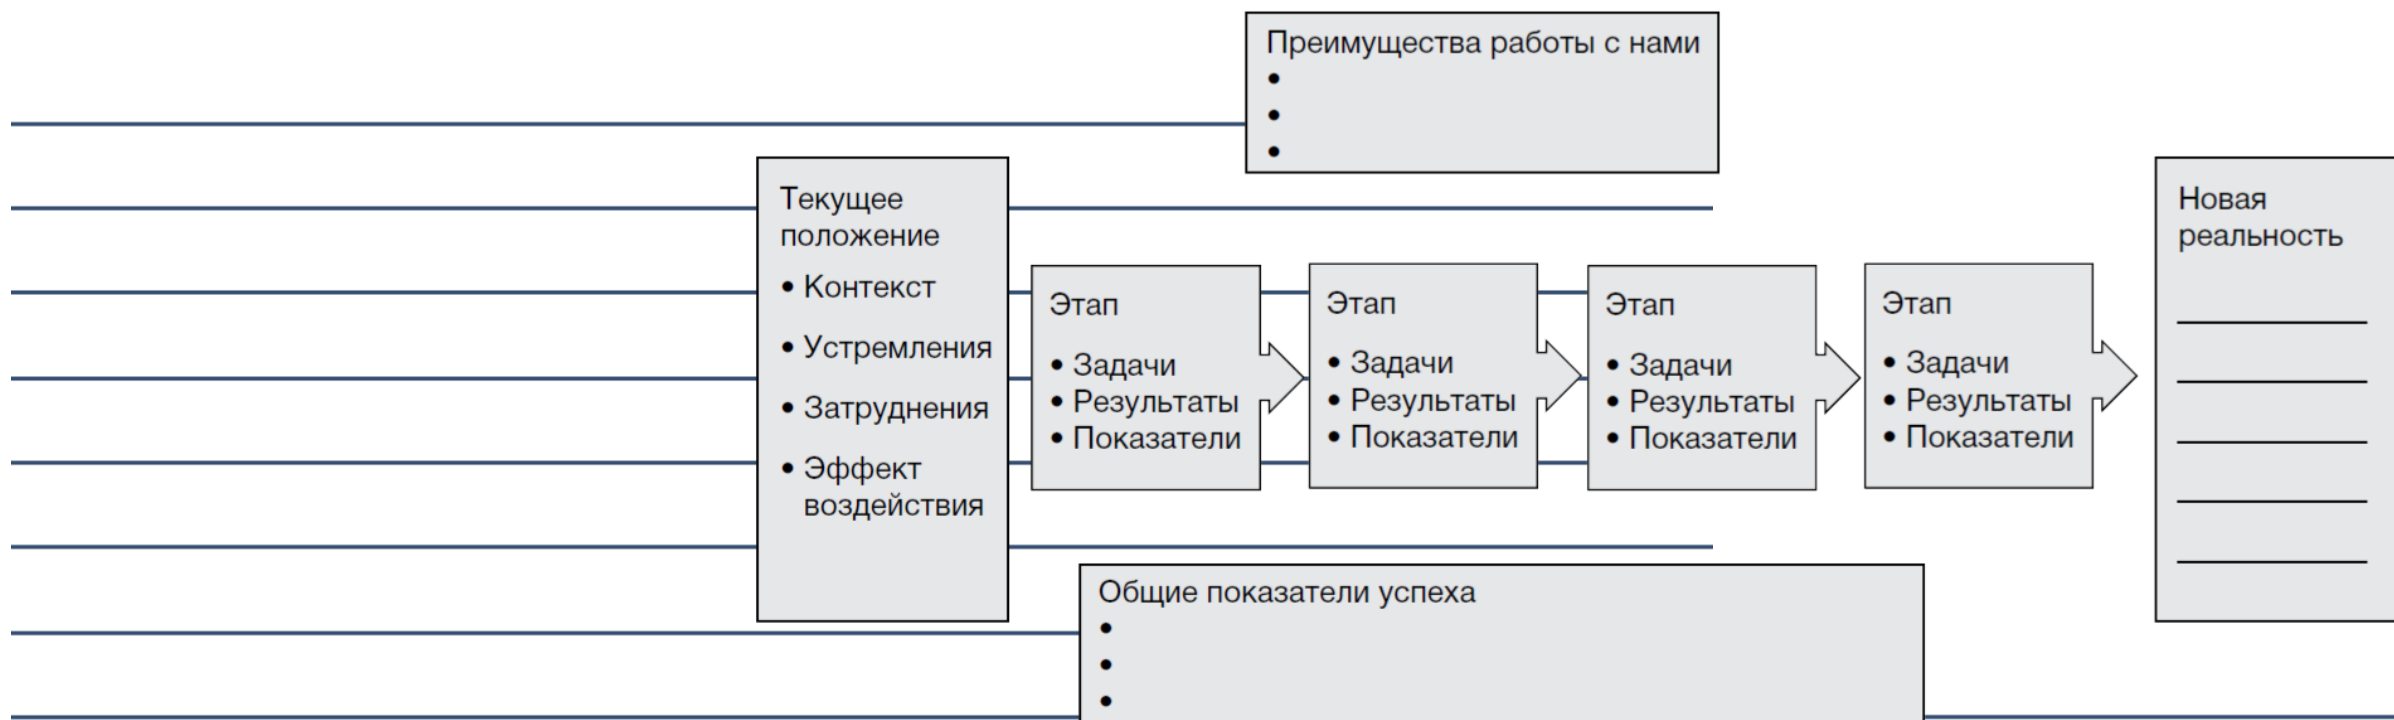 Преимущества работы с нами
•
•
•
Текущее
положение
• Контекст
• Устремления
• Затруднения
• Эффект
воздействия
Этап
• Задачи
• Результаты
• Показатели
Этап
• Задачи
• Результаты
• Показатели
Этап
• Задачи
• Результаты
• Показатели
Этап
• Задачи
• Результаты
• Показатели
Новая
реальность
Общие показатели успеха
•
•
•